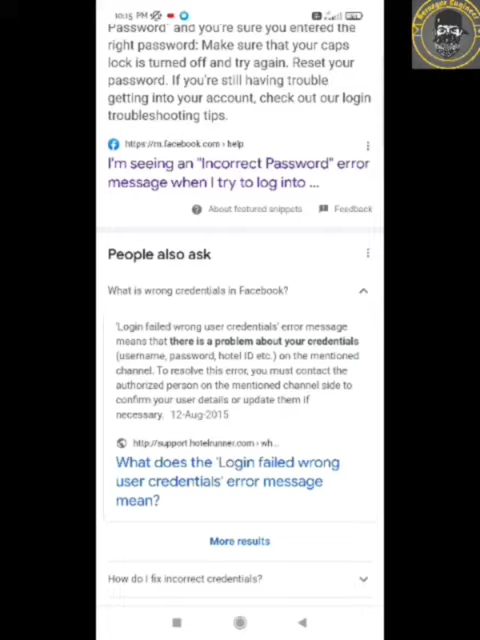 10:15 PM
Password" and you're sure you entered the
right password: Make sure that your caps
lock is turned off and try again. Reset your
password. If you're still having trouble
getting into your account, check out our login
troubleshooting tips.
https://m.facebook.com › help
I'm seeing an "Incorrect Password" error
message when I try to log into ...
About featured snippets Feedback
People also ask
What is wrong credentials in Facebook?
'Login failed wrong user credentials' error message
means that there is a problem about your credentials
(username, password, hotel ID etc.) on the mentioned
channel. To resolve this error, you must contact the
authorized person on the mentioned channel side to
confirm your user details or update them if
necessary. 12-Aug-2015
http://support.hotelrunner.com › wh...
What does the 'Login failed wrong
user credentials' error message
mean?
More results
How do I fix incorrect credentials?